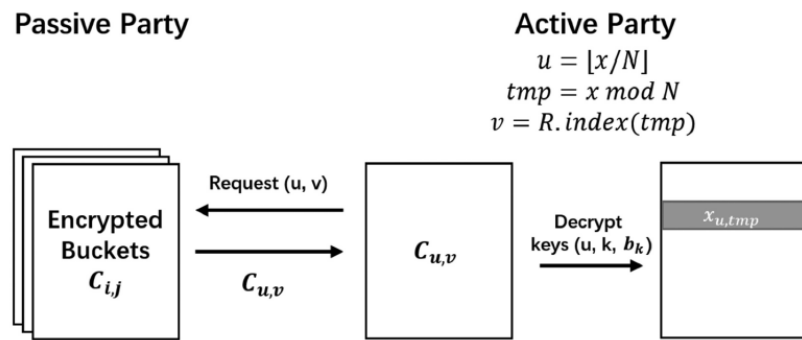 Passive Party
Active Party
u = ⌊x/N⌋
tmp = x mod N
v = R.index(tmp)
Encrypted
Buckets
C_{i,j}
Request (u, v)
C_{u,v}
C_{u,v}
Decrypt
keys (u, k, b_k)
x_{u,tmp}